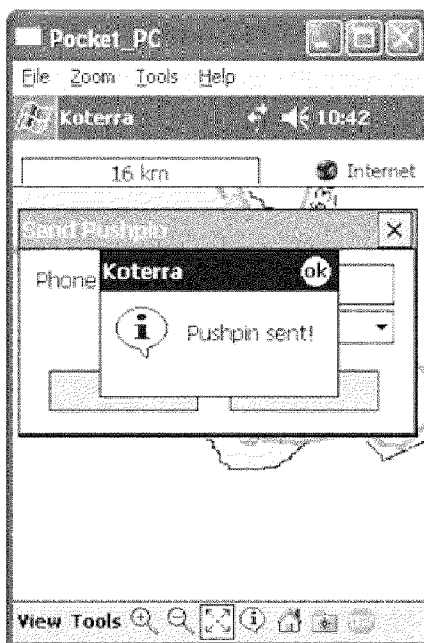 Pocket_PC
File Zoom Tools Help
Koterra 10:42
16 km Internet
Send Pushpin
Phone
Koterra ok
Pushpin sent!
View Tools